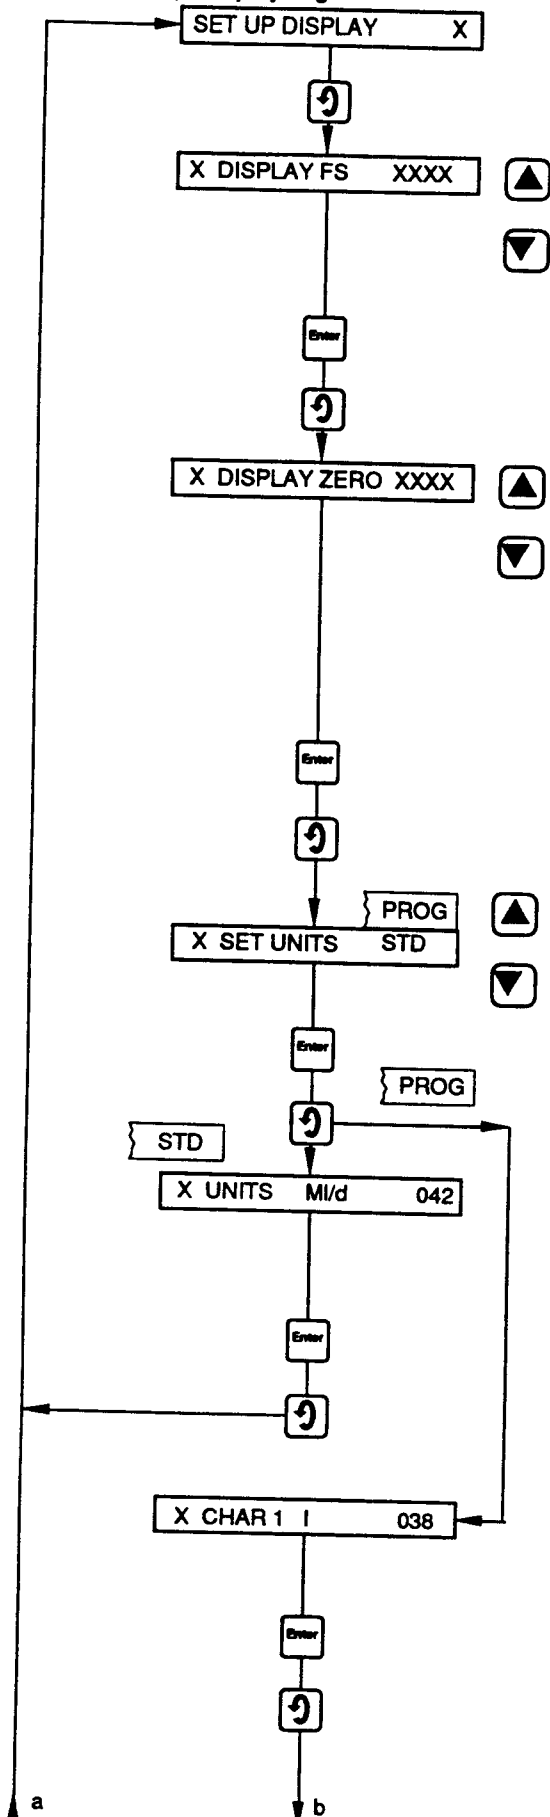 SET UP DISPLAY X
X DISPLAY FS XXXX
Enter
X DISPLAY ZERO XXXX
Enter
PROG
X SET UNITS STD
Enter
PROG
STD
X UNITS Ml/d 042
Enter
X CHAR 1 I 038
Enter
a
b